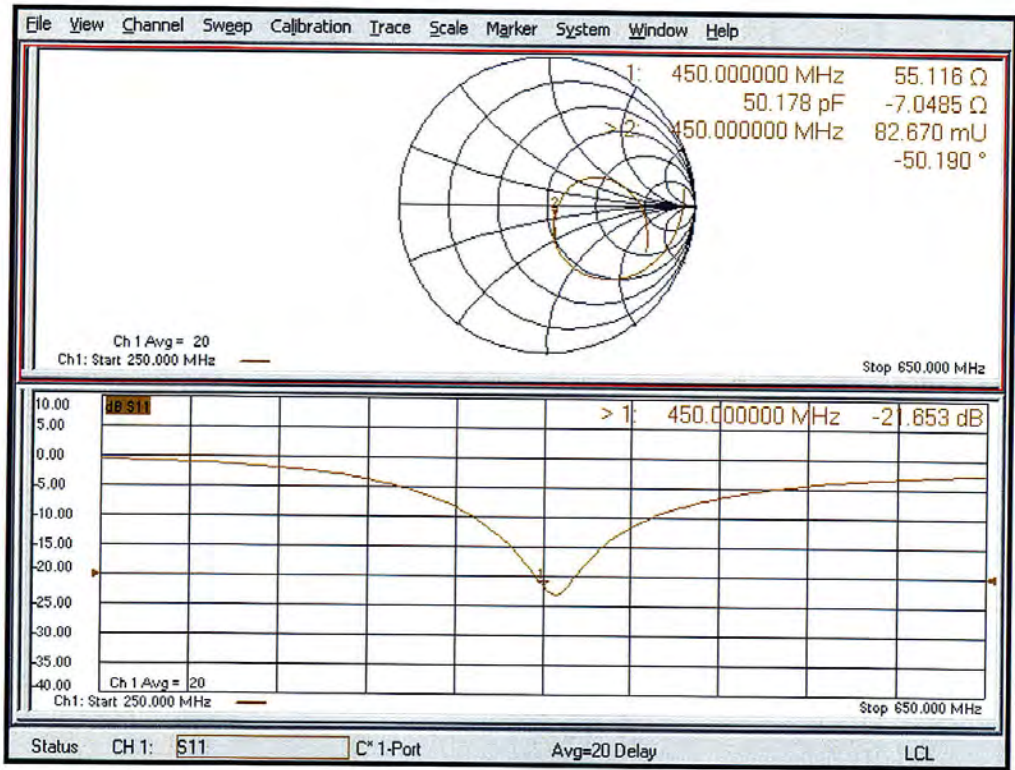 File View Channel Sweep Calibration Trace Scale Marker System Window Help
1: 450.000000 MHz 55.116 Ω
50.178 pF -7.0485 Ω
> 2: 450.000000 MHz 82.670 mU
-50.190 °
2
Ch 1 Avg = 20
Ch1: Start 250.000 MHz
Stop 650.000 MHz
10.00
dB S11
> 1: 450.000000 MHz -21.653 dB
5.00
0.00
-5.00
-10.00
-15.00
-20.00
1
-25.00
-30.00
-35.00
-40.00
Ch 1 Avg = 20
Ch1: Start 250.000 MHz
Stop 650.000 MHz
Status CH 1: S11 C* 1-Port Avg=20 Delay LCL